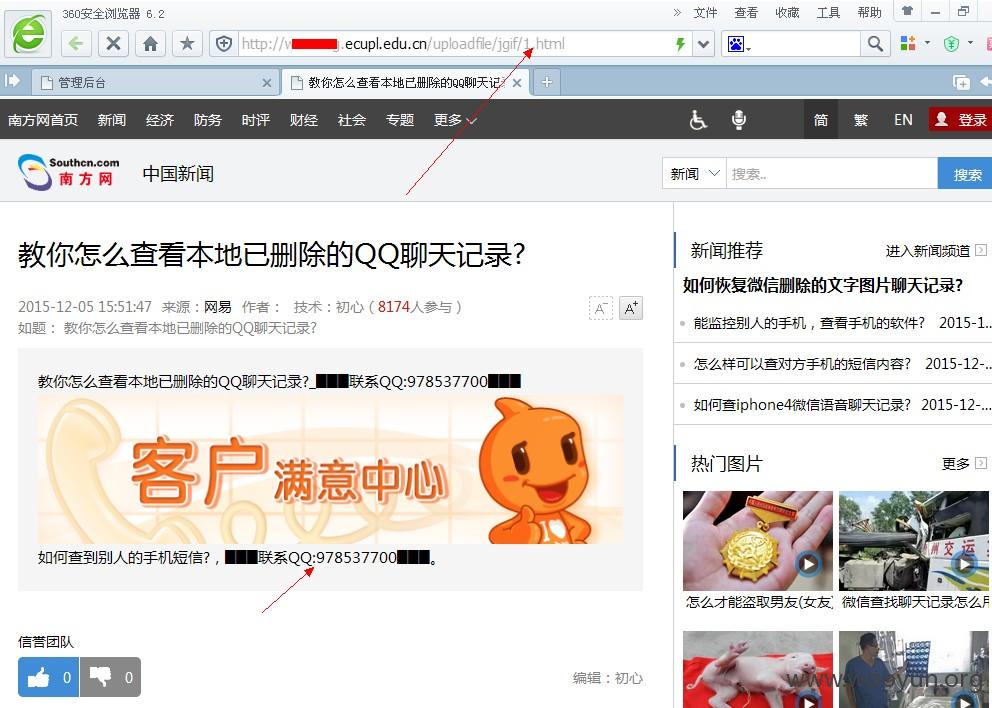 360安全浏览器 6.2
» 文件 查看 收藏 工具 帮助
.ecupl.edu.cn/uploadfile/jgif/1.html
管理后台
教你怎么查看本地已删除的QQ聊天记
南方网首页 新闻 经济 防务 时评 财经 社会 专题 更多 简 繁 EN 登录
Southcn.com
南方网
中国新闻
新闻 搜索.. 搜索
教你怎么查看本地已删除的QQ聊天记录?
2015-12-05 15:51:47 来源：网易 作者： 技术：初心（8174人参与）
A- A+
如题： 教你怎么查看本地已删除的QQ聊天记录?
教你怎么查看本地已删除的QQ聊天记录?_███联系QQ:978537700███
客户满意中心
如何查到别人的手机短信?，███联系QQ:978537700███。
信誉团队
0 0
编辑：初心
新闻推荐 进入新闻频道
如何恢复微信删除的文字图片聊天记录?
能监控别人的手机，查看手机的软件? 2015-1...
怎么样可以查对方手机的短信内容? 2015-12-...
如何查iphone4微信语音聊天记录? 2015-12-...
热门图片 更多
州交运
怎么才能盗取男友(女友)
微信查找聊天记录怎么用